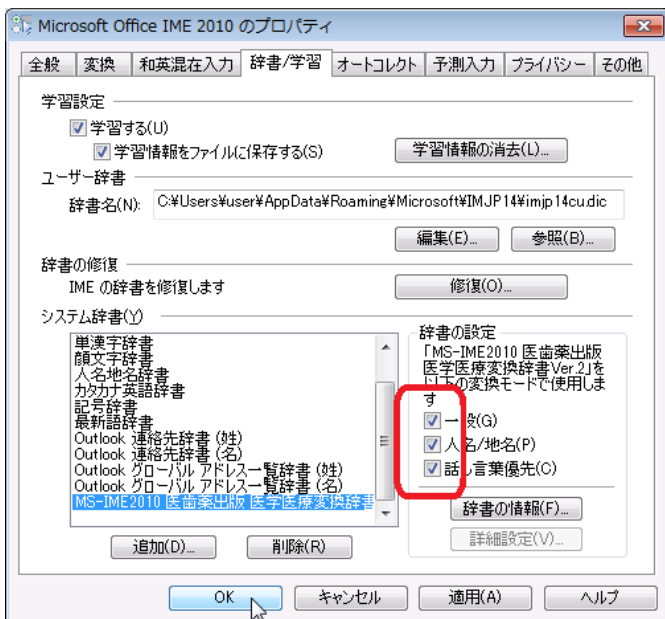 Microsoft Office IME 2010 のプロパティ
全般 変換 和英混在入力 辞書/学習 オートコレクト 予測入力 プライバシー その他
学習設定
学習する(U)
学習情報をファイルに保存する(S) 学習情報の消去(L)...
ユーザー辞書
辞書名(N): C:¥Users¥user¥AppData¥Roaming¥Microsoft¥IMJP14¥imjp14cu.dic
編集(E)... 参照(B)...
辞書の修復
IME の辞書を修復します 修復(O)...
システム辞書(Y)
単漢字辞書
顔文字辞書
人名地名辞書
カタカナ英語辞書
記号辞書
最新語辞書
Outlook 連絡先辞書 (姓)
Outlook 連絡先辞書 (名)
Outlook グローバル アドレス一覧辞書 (姓)
Outlook グローバル アドレス一覧辞書 (名)
MS-IME2010 医歯薬出版 医学医療変換辞書
追加(D)... 削除(R)
辞書の設定
「MS-IME2010 医歯薬出版
医学医療変換辞書Ver.2」を
以下の変換モードで使用しま
す
一般(G)
人名/地名(P)
話し言葉優先(C)
辞書の情報(F)...
詳細設定(V)...
OK キャンセル 適用(A) ヘルプ